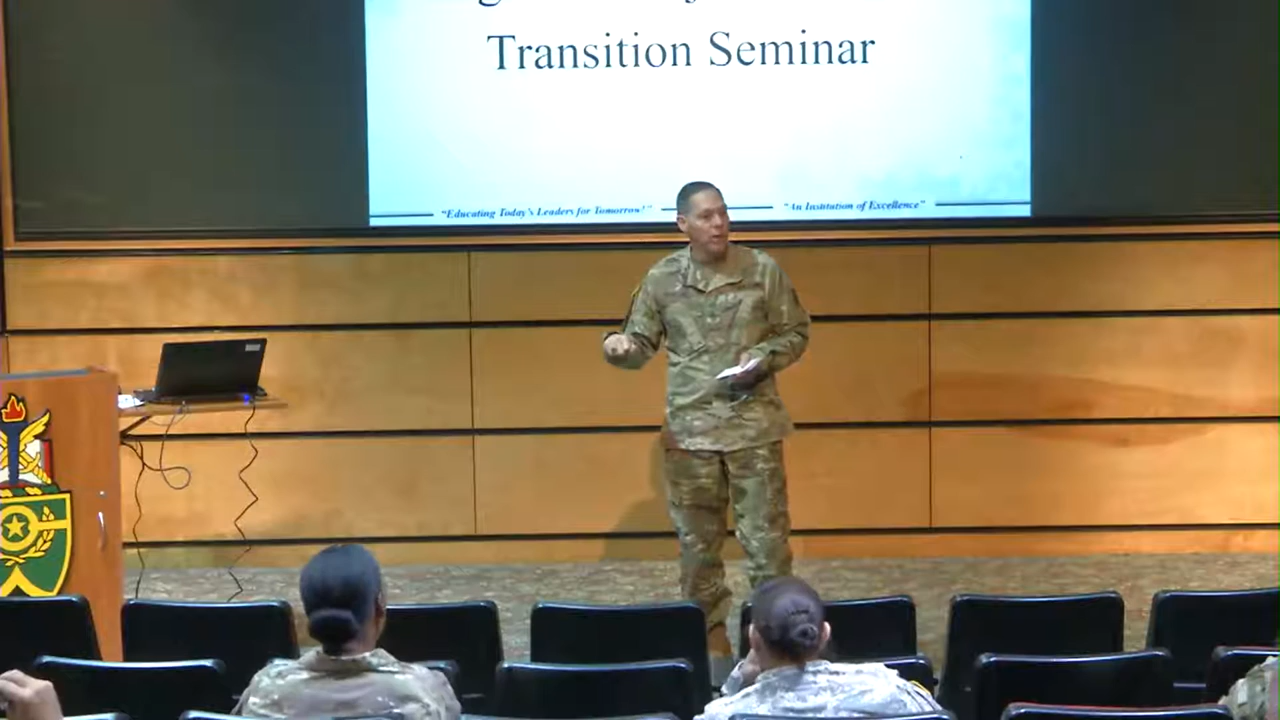 Transition Seminar
"Educating Today's Leaders for Tomorrow!" "An Institution of Excellence"